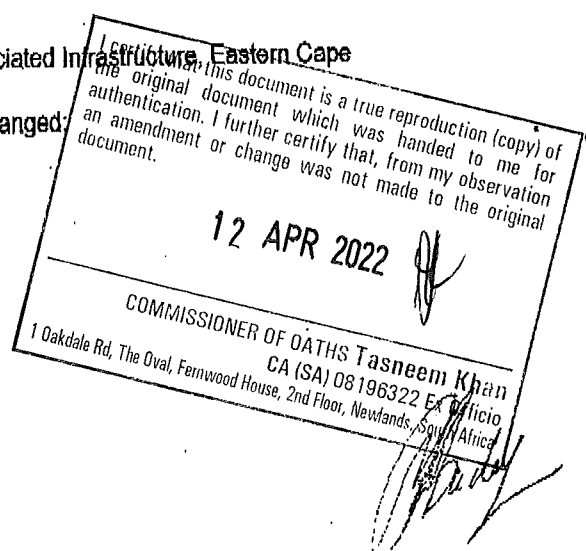 ciated Infrastructure, Eastern Cape
anged:
I certify that this document is a true reproduction (copy) of
the original document which was handed to me for
authentication. I further certify that, from my observation
an amendment or change was not made to the original
document.
12 APR 2022
COMMISSIONER OF OATHS Tasneem Khan
CA (SA) 08196322 Ex Officio
1 Oakdale Rd, The Oval, Fernwood House, 2nd Floor, Newlands, South Africa